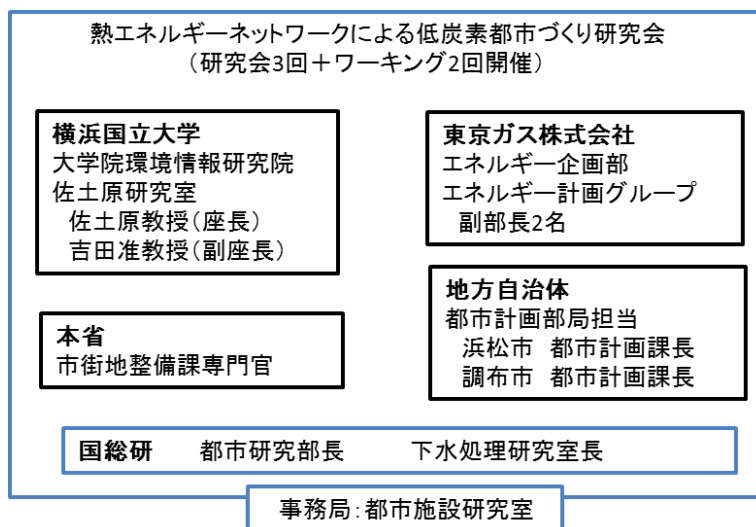 熱エネルギーネットワークによる低炭素都市づくり研究会
（研究会3回＋ワーキング2回開催）
横浜国立大学
大学院環境情報研究院
佐土原研究室
佐土原教授（座長）
吉田准教授（副座長）
東京ガス株式会社
エネルギー企画部
エネルギー計画グループ
副部長2名
本省
市街地整備課専門官
地方自治体
都市計画部局担当
浜松市　都市計画課長
調布市　都市計画課長
国総研　都市研究部長　下水処理研究室長
事務局：都市施設研究室